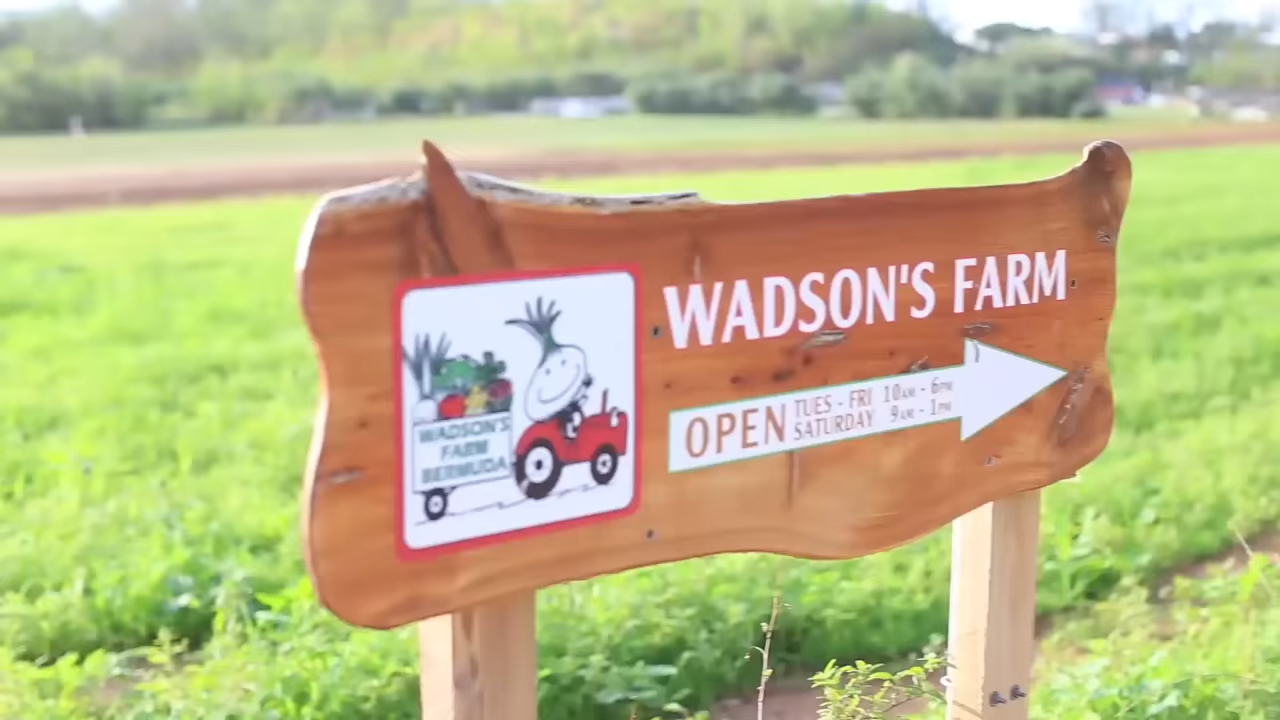 WADSON'S FARM
OPEN
TUES - FRI 10AM - 6PM
SATURDAY 9AM - 1PM
WADSON'S
FARM
BERMUDA